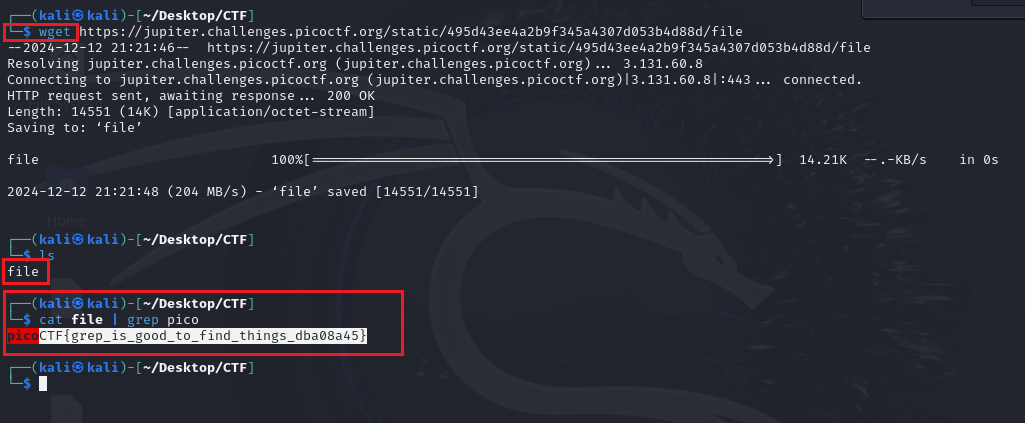 ┌──(kali㉿kali)-[~/Desktop/CTF]
└─$ wget https://jupiter.challenges.picoctf.org/static/495d43ee4a2b9f345a4307d053b4d88d/file
--2024-12-12 21:21:46--  https://jupiter.challenges.picoctf.org/static/495d43ee4a2b9f345a4307d053b4d88d/file
Resolving jupiter.challenges.picoctf.org (jupiter.challenges.picoctf.org)... 3.131.60.8
Connecting to jupiter.challenges.picoctf.org (jupiter.challenges.picoctf.org)|3.131.60.8|:443... connected.
HTTP request sent, awaiting response... 200 OK
Length: 14551 (14K) [application/octet-stream]
Saving to: ‘file’
file 100%[===================================================>] 14.21K --.-KB/s in 0s
2024-12-12 21:21:48 (204 MB/s) - ‘file’ saved [14551/14551]
Home
┌──(kali㉿kali)-[~/Desktop/CTF]
└─$ ls
file
┌──(kali㉿kali)-[~/Desktop/CTF]
└─$ cat file | grep pico
picoCTF{grep_is_good_to_find_things_dba08a45}
┌──(kali㉿kali)-[~/Desktop/CTF]
└─$